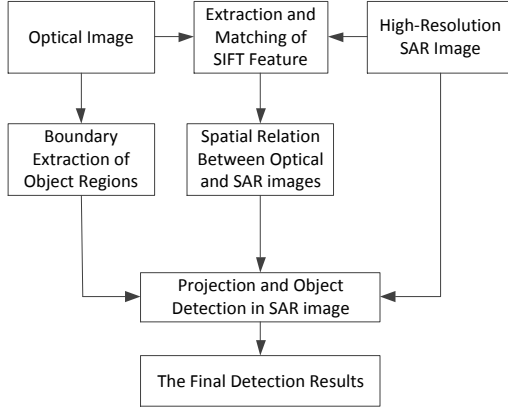 Optical Image
Extraction and
Matching of
SIFT Feature
High-Resolution
SAR Image
Boundary
Extraction of
Object Regions
Spatial Relation
Between Optical
and SAR images
Projection and Object
Detection in SAR image
The Final Detection Results